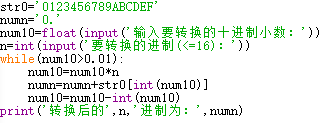 str0='0123456789ABCDEF'
numn='0.'
num10=float(input('输入要转换的十进制小数：'))
n=int(input('要转换的进制(<=16)：'))
while(num10>0.01):
    num10=num10*n
    numn=numn+str0[int(num10)]
    num10=num10-int(num10)
print('转换后的',n,'进制为：',numn)